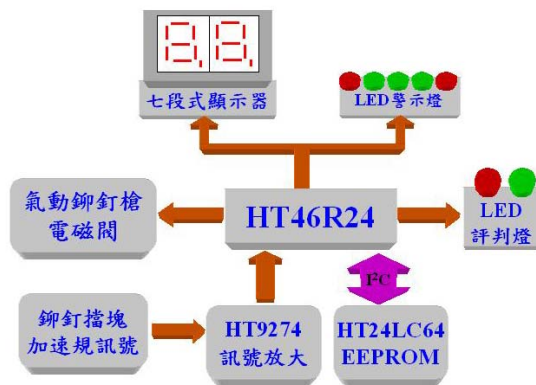 8.8.
七段式顯示器
LED警示燈
氣動鉚釘槍
電磁閥
HT46R24
LED
評判燈
I²C
鉚釘擋塊
加速規訊號
HT9274
訊號放大
HT24LC64
EEPROM